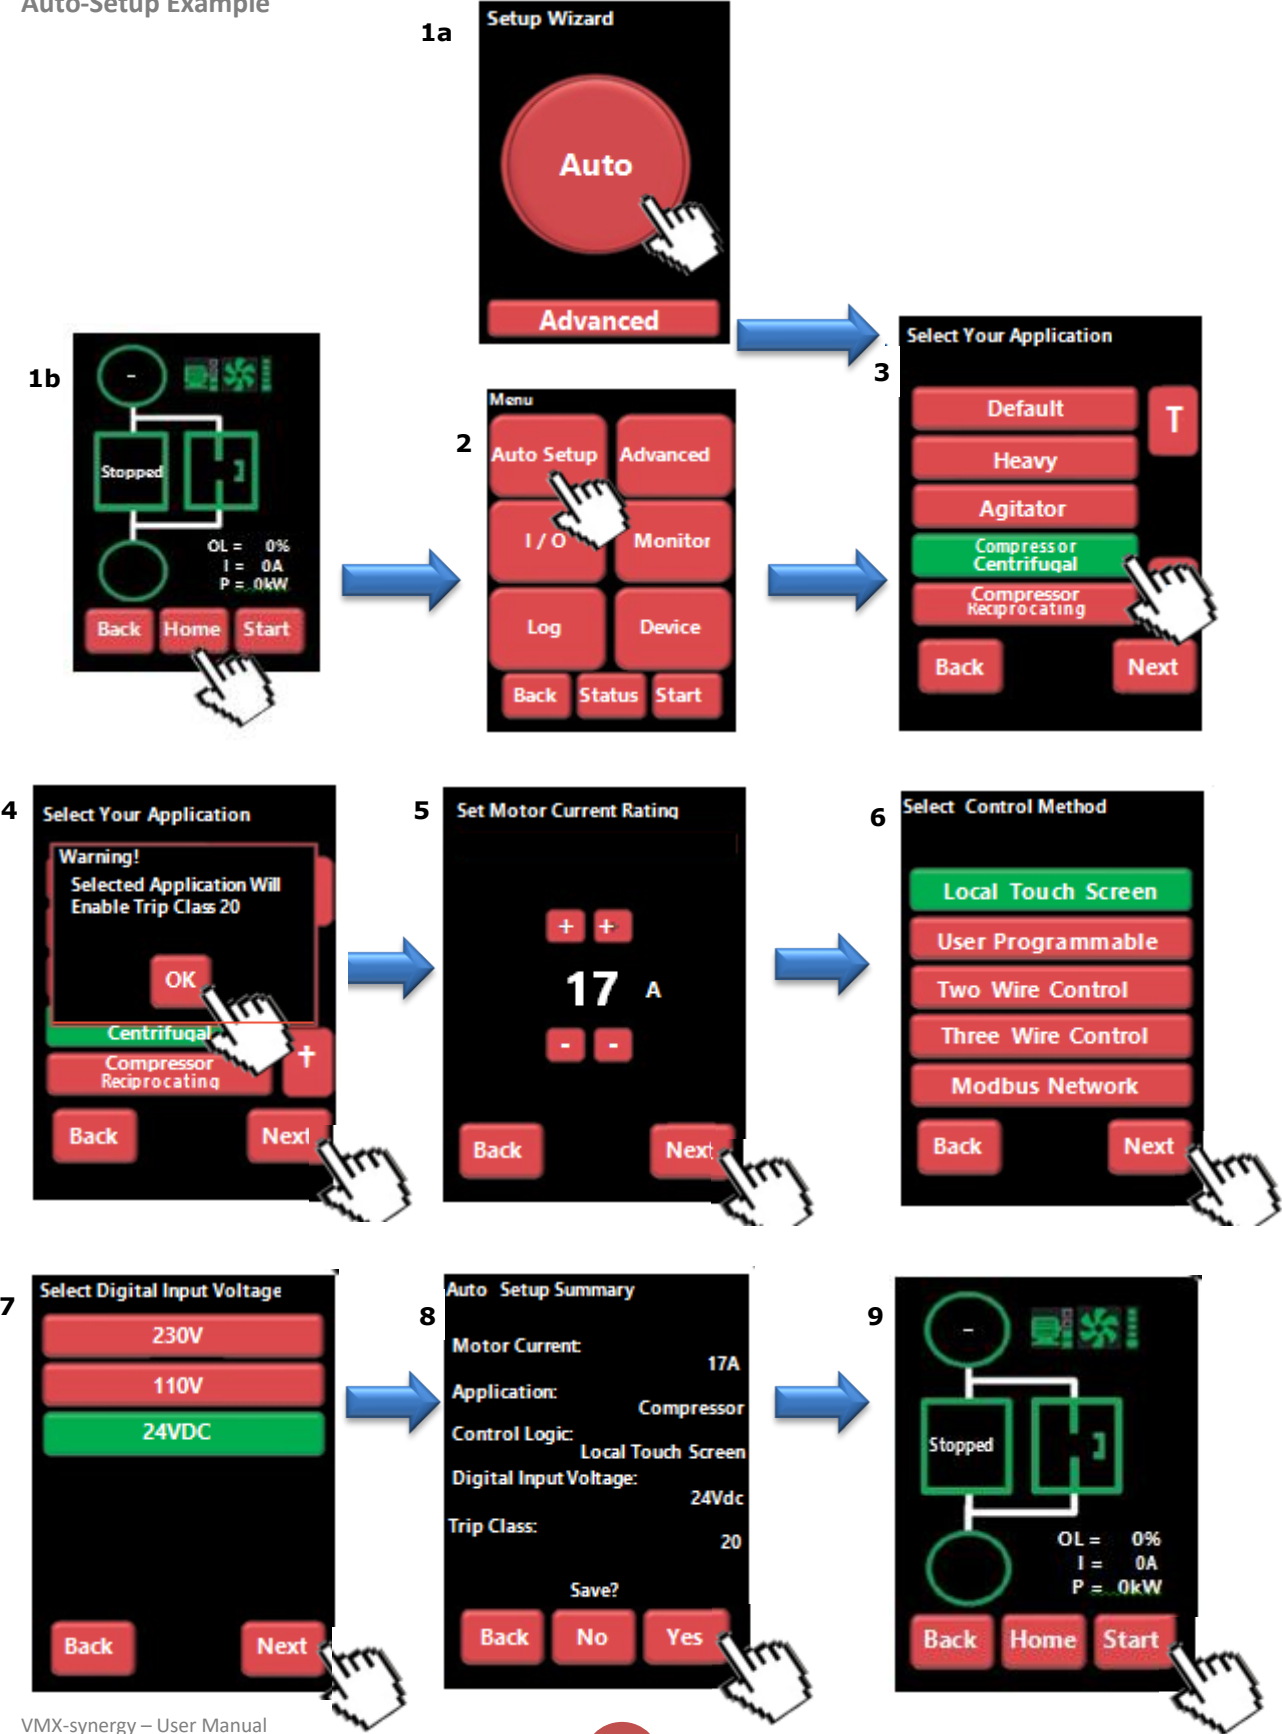 Auto-Setup Example
1a
Setup Wizard
Auto
Advanced
1b
-
Stopped
OL = 0%
I = 0A
P = 0kW
Back Home Start
2
Menu
Auto Setup Advanced
I / O Monitor
Log Device
Back Status Start
3
Select Your Application
Default
Heavy
Agitator
Compressor
Centrifugal
Compressor
Reciprocating
Back Next
4
Select Your Application
Warning!
Selected Application Will
Enable Trip Class 20
OK
Centrifugal
Compressor
Reciprocating
Back Next
5
Set Motor Current Rating
+ +
17 A
- -
Back Next
6
Select Control Method
Local Touch Screen
User Programmable
Two Wire Control
Three Wire Control
Modbus Network
Back Next
7
Select Digital Input Voltage
230V
110V
24VDC
Back Next
8
Auto Setup Summary
Motor Current:
17A
Application:
Compressor
Control Logic:
Local Touch Screen
Digital Input Voltage:
24Vdc
Trip Class:
20
Save?
Back No Yes
9
-
Stopped
OL = 0%
I = 0A
P = 0kW
Back Home Start
VMX-synergy – User Manual